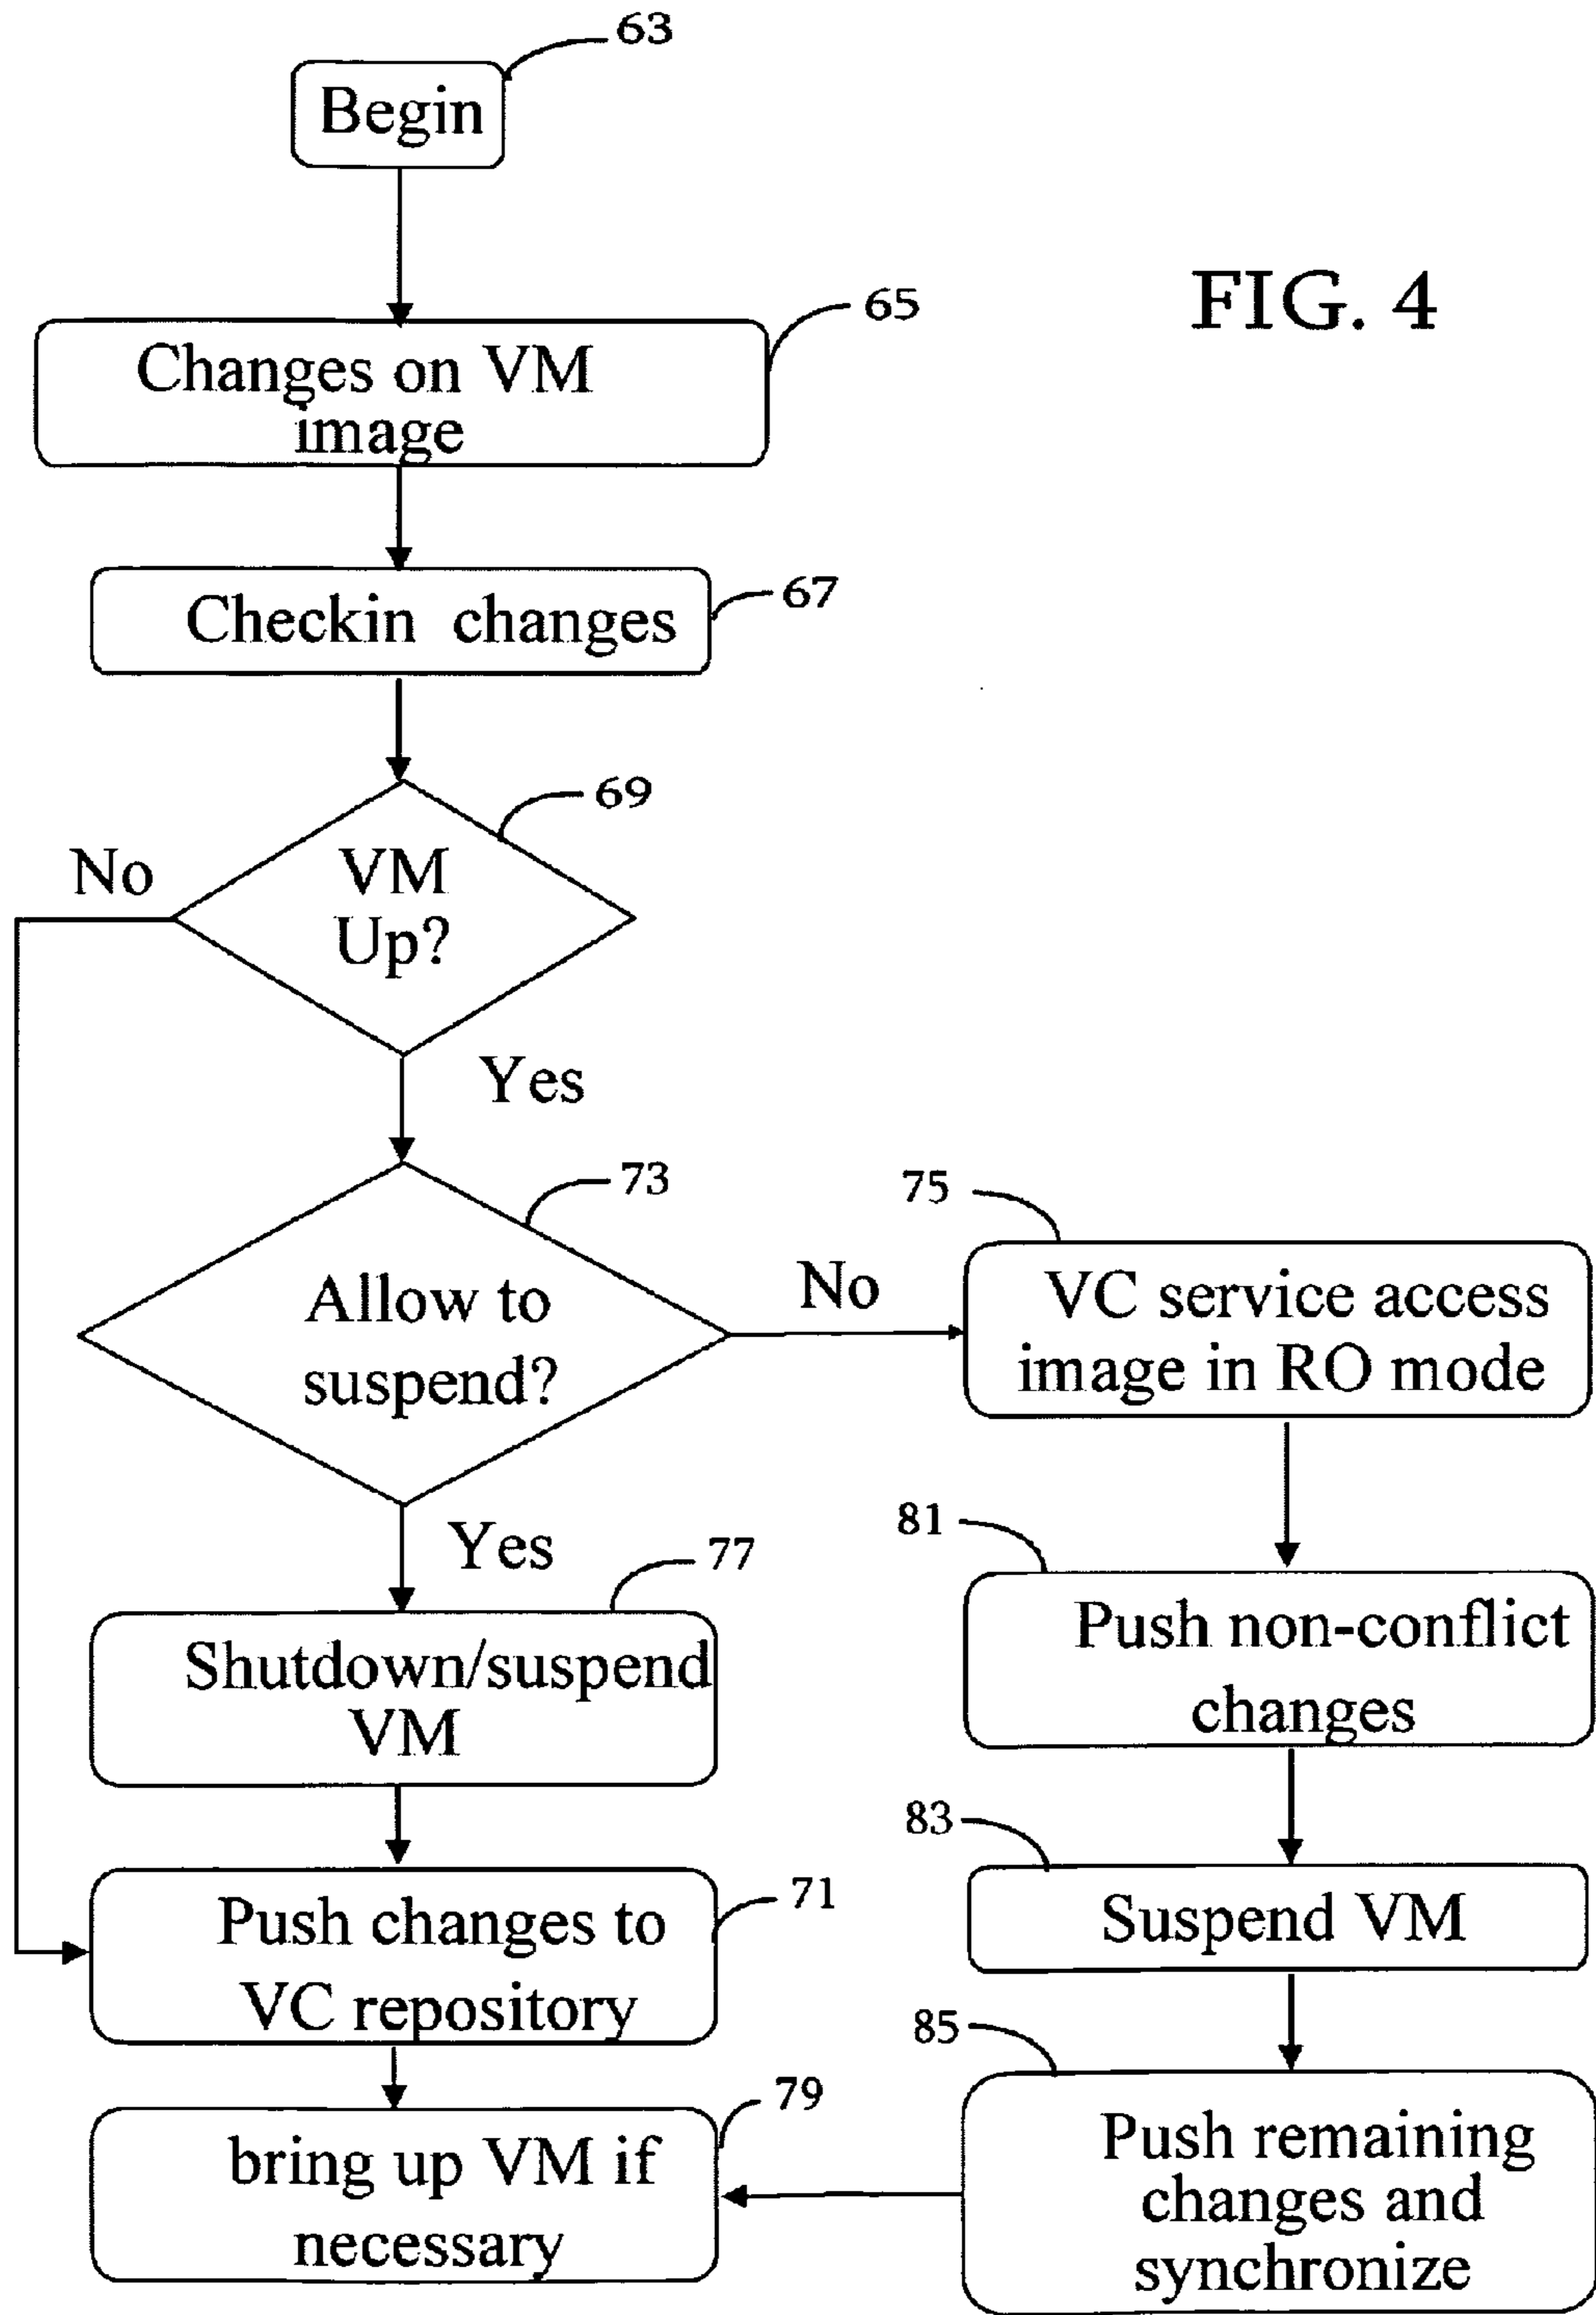 63
Begin
FIG. 4
65
Changes on VM
image
67
Checkin changes
69
No
VM
Up?
Yes
73
75
Allow to
suspend?
No
VC service access
image in RO mode
Yes
77
81
Shutdown/suspend
VM
Push non-conflict
changes
83
71
Push changes to
VC repository
Suspend VM
85
79
bring up VM if
necessary
Push remaining
changes and
synchronize